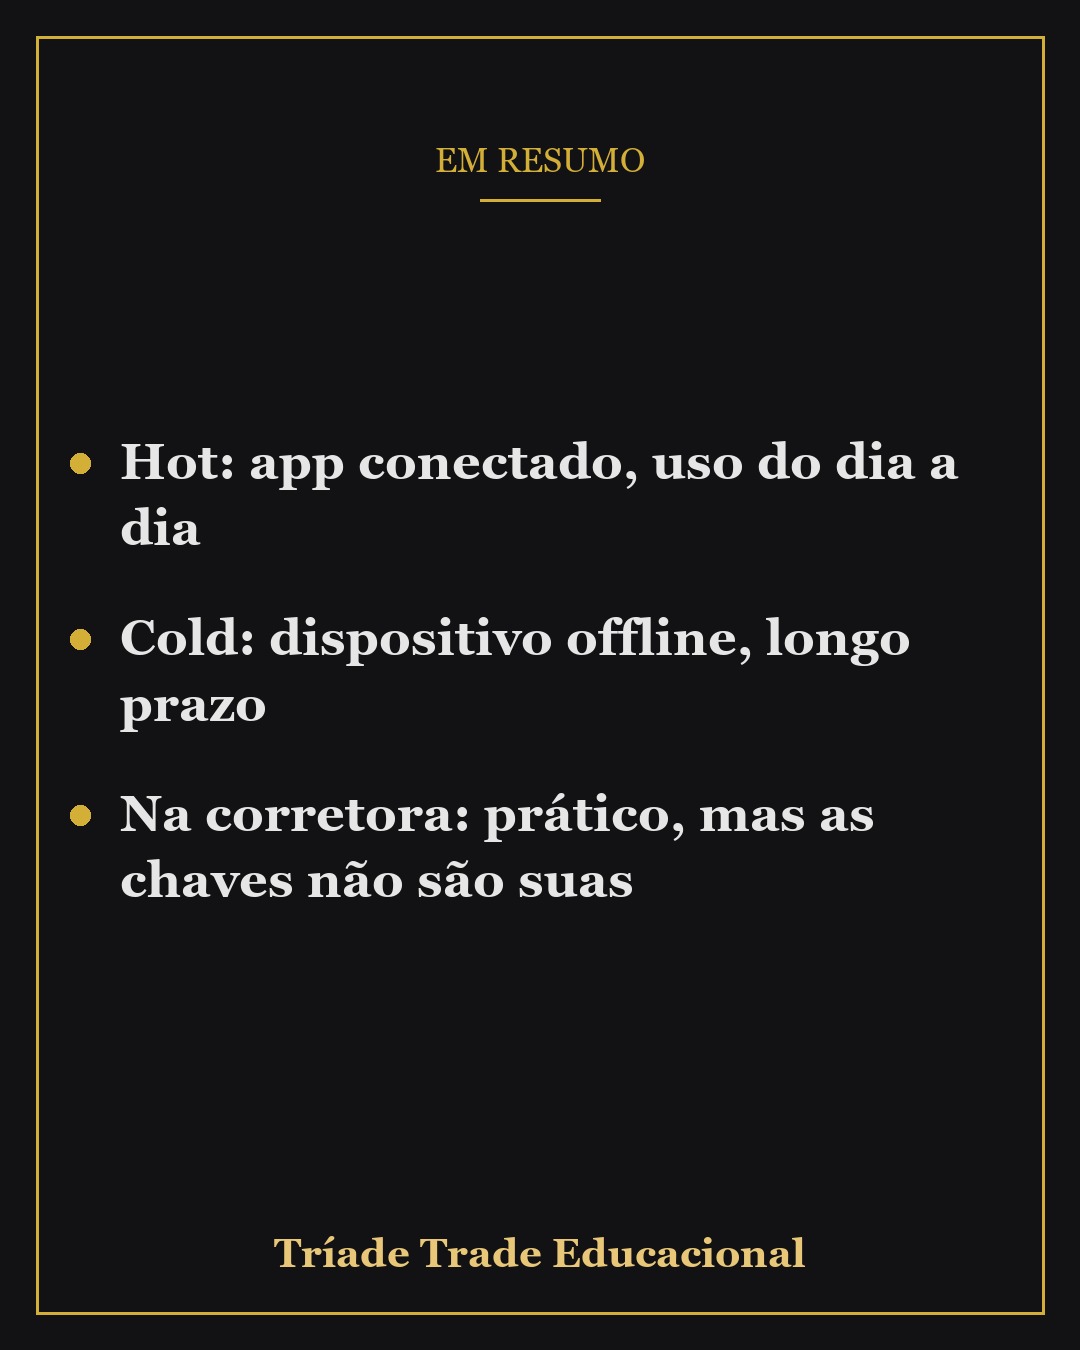 EM RESUMO
Hot: app conectado, uso do dia a
dia
Cold: dispositivo offline, longo
prazo
Na corretora: prático, mas as
chaves não são suas
Tríade Trade Educacional